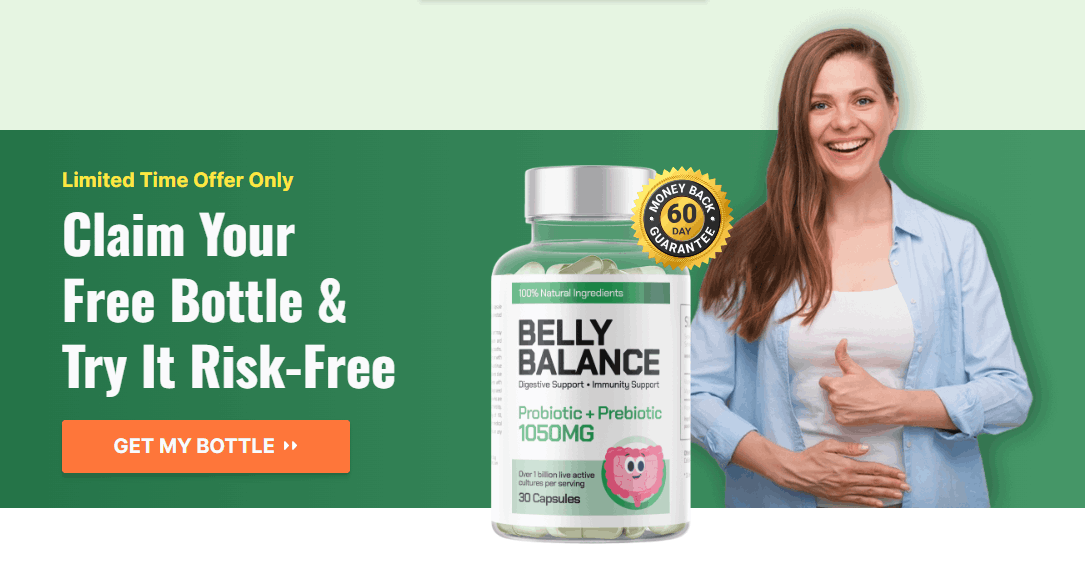 Limited Time Offer Only
Claim Your
Free Bottle &
Try It Risk-Free
GET MY BOTTLE
MONEY BACK
60
DAY
GUARANTEE
100% Natural Ingredients
BELLY
BALANCE
Digestive Support • Immunity Support
Probiotic + Prebiotic
1050MG
Over 1 billion live active
cultures per serving
30 Capsules